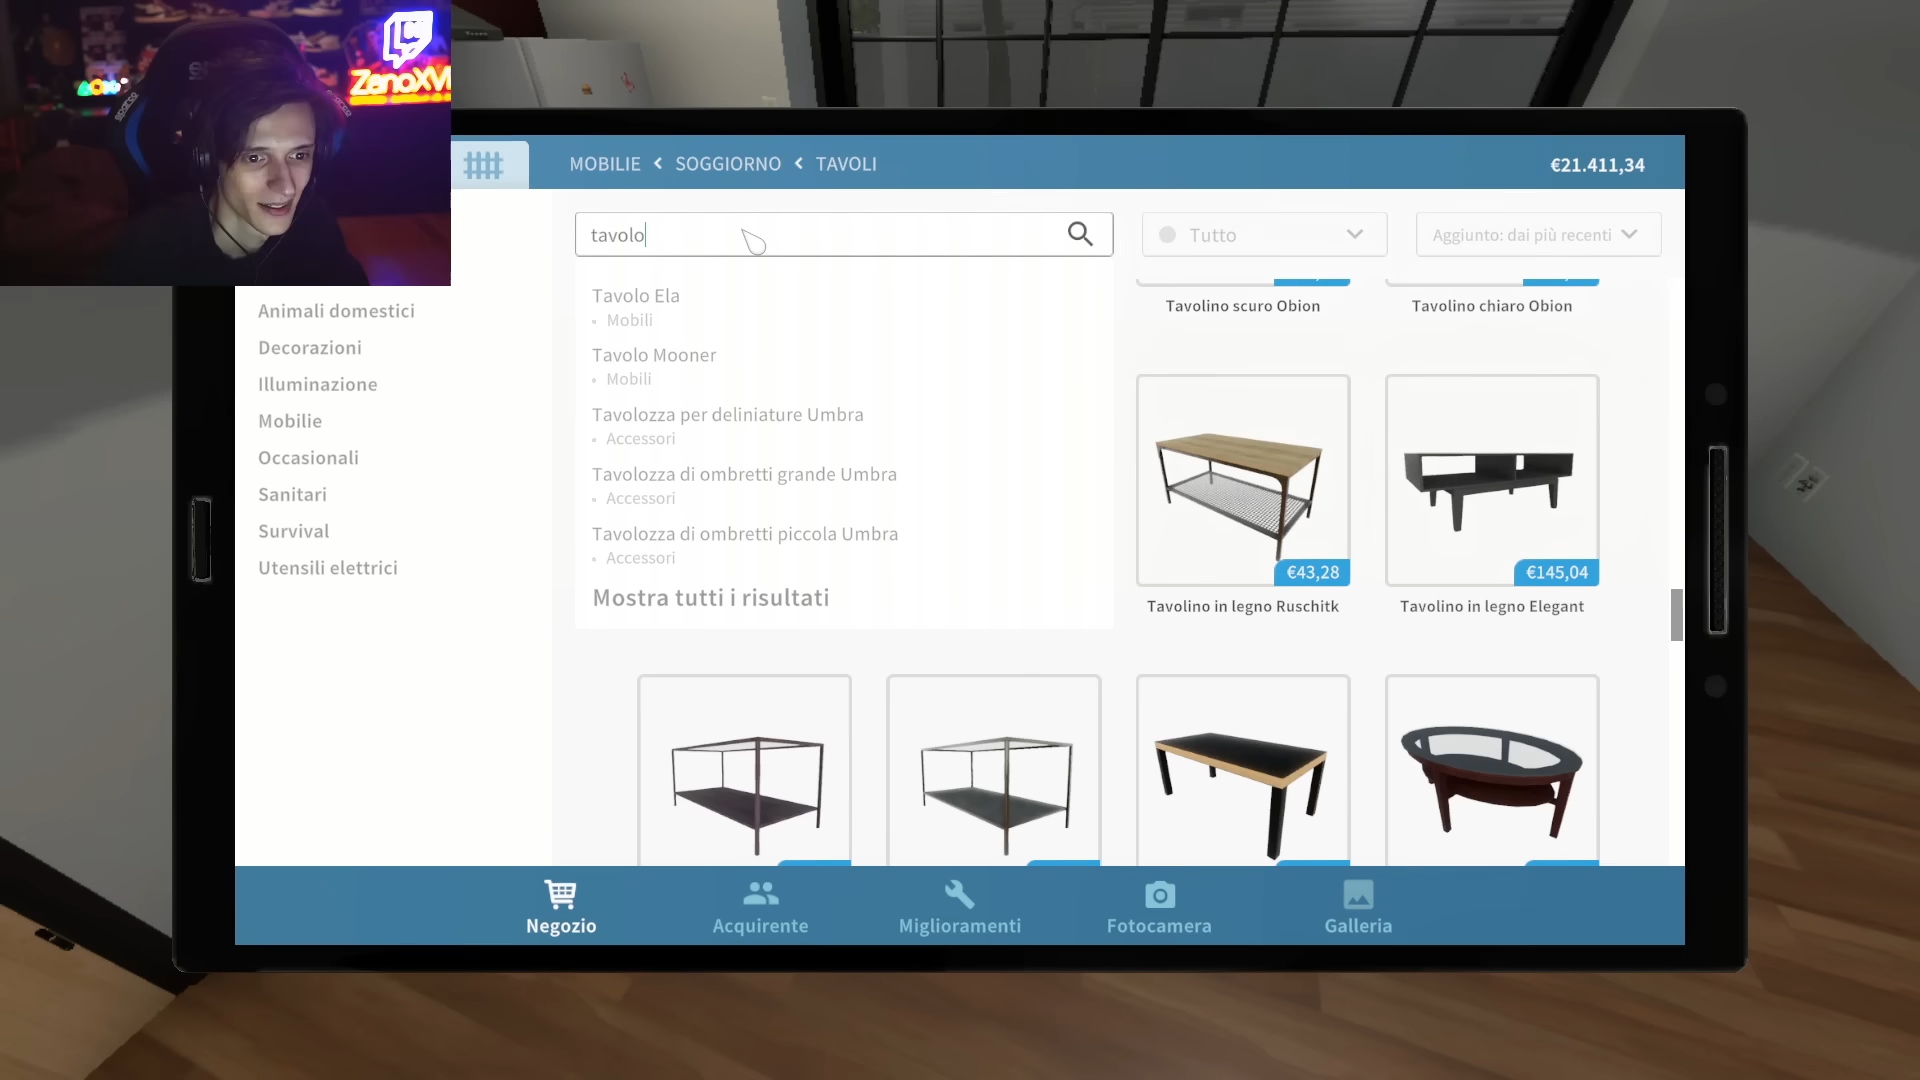 ZenoXV
MOBILIE < SOGGIORNO < TAVOLI
€21.411,34
tavolo
Tutto
Aggiunto: dai più recenti
Tavolo Ela
• Mobili
Tavolo Mooner
• Mobili
Tavolozza per deliniature Umbra
• Accessori
Tavolozza di ombretti grande Umbra
• Accessori
Tavolozza di ombretti piccola Umbra
• Accessori
Mostra tutti i risultati
Animali domestici
Decorazioni
Illuminazione
Mobilie
Occasionali
Sanitari
Survival
Utensili elettrici
Tavolino scuro Obion
Tavolino chiaro Obion
€43,28
€145,04
Tavolino in legno Ruschitk
Tavolino in legno Elegant
Negozio
Acquirente
Miglioramenti
Fotocamera
Galleria